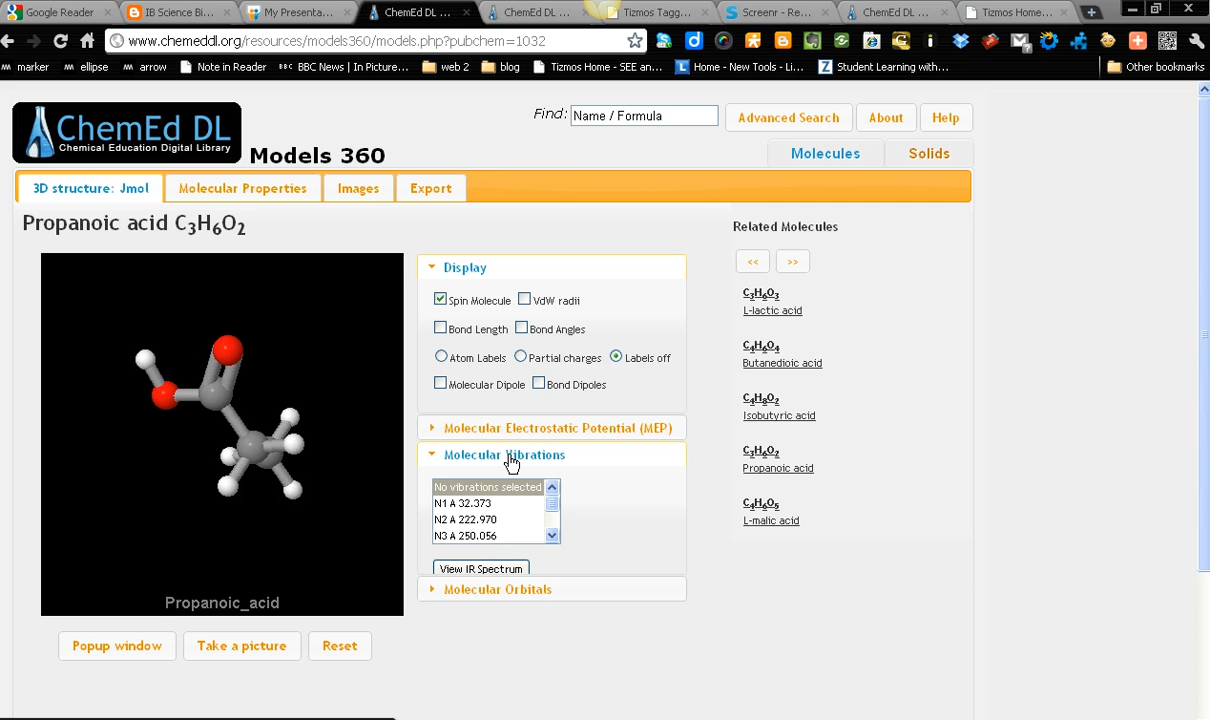 Google Reader
IB Science Bi...
My Presenta...
ChemEd DL ...
ChemEd DL ...
Tizmos Tagg...
Screenr - Re...
ChemEd DL ...
Tizmos Home...
www.chemeddl.org/resources/models360/models.php?pubchem=1032
marker
ellipse
arrow
Note in Reader
BBC BBC News | In Picture...
web 2
blog
Tizmos Home - SEE an...
Home - New Tools - Li...
Student Learning with...
Other bookmarks
ChemEd DL
Chemical Education Digital Library
Models 360
Find: Name / Formula
Advanced Search
About
Help
Molecules
Solids
3D structure: Jmol
Molecular Properties
Images
Export
Propanoic acid C3H6O2
Propanoic_acid
Popup window
Take a picture
Reset
Display
Spin Molecule
VdW radii
Bond Length
Bond Angles
Atom Labels
Partial charges
Labels off
Molecular Dipole
Bond Dipoles
Molecular Electrostatic Potential (MEP)
Molecular Vibrations
No vibrations selected
N1 A 32.373
N2 A 222.970
N3 A 250.056
View IR Spectrum
Molecular Orbitals
Related Molecules
<<
>>
C3H6O3
L-lactic acid
C4H6O4
Butanedioic acid
C4H8O2
Isobutyric acid
C3H6O2
Propanoic acid
C4H6O5
L-malic acid